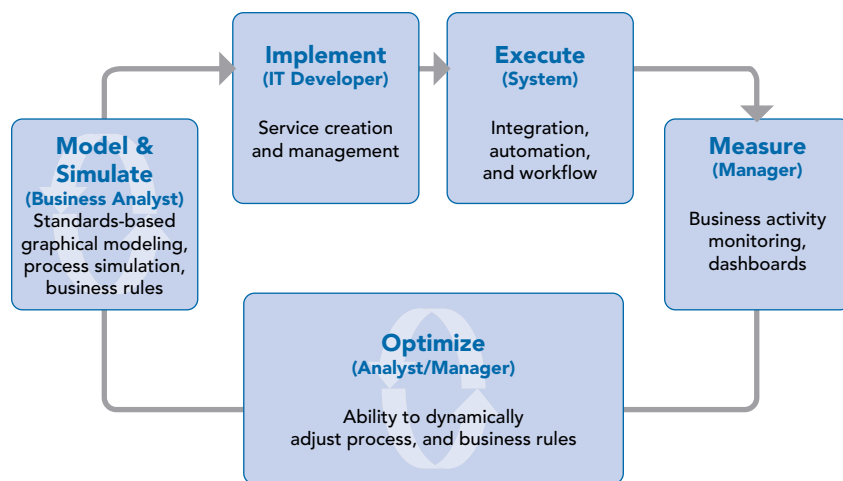 Model &
Simulate
(Business Analyst)
Standards-based
graphical modeling,
process simulation,
business rules
Implement
(IT Developer)
Service creation
and management
Execute
(System)
Integration,
automation,
and workflow
Measure
(Manager)
Business activity
monitoring,
dashboards
Optimize
(Analyst/Manager)
Ability to dynamically
adjust process, and business rules